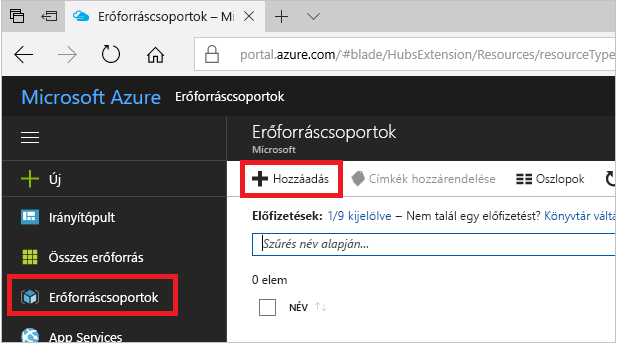 Erőforráscsoportok – Mi
portal.azure.com/#blade/HubsExtension/Resources/resourceType
Microsoft Azure Erőforráscsoportok
Erőforráscsoportok
Microsoft
Új
Hozzáadás Címkék hozzárendelése Oszlopok
Irányítópult
Előfizetések: 1/9 kijelölve – Nem talál egy előfizetést? Könyvtár válta
Szűrés név alapján...
Összes erőforrás
0 elem
Erőforráscsoportok
NÉV
App Services